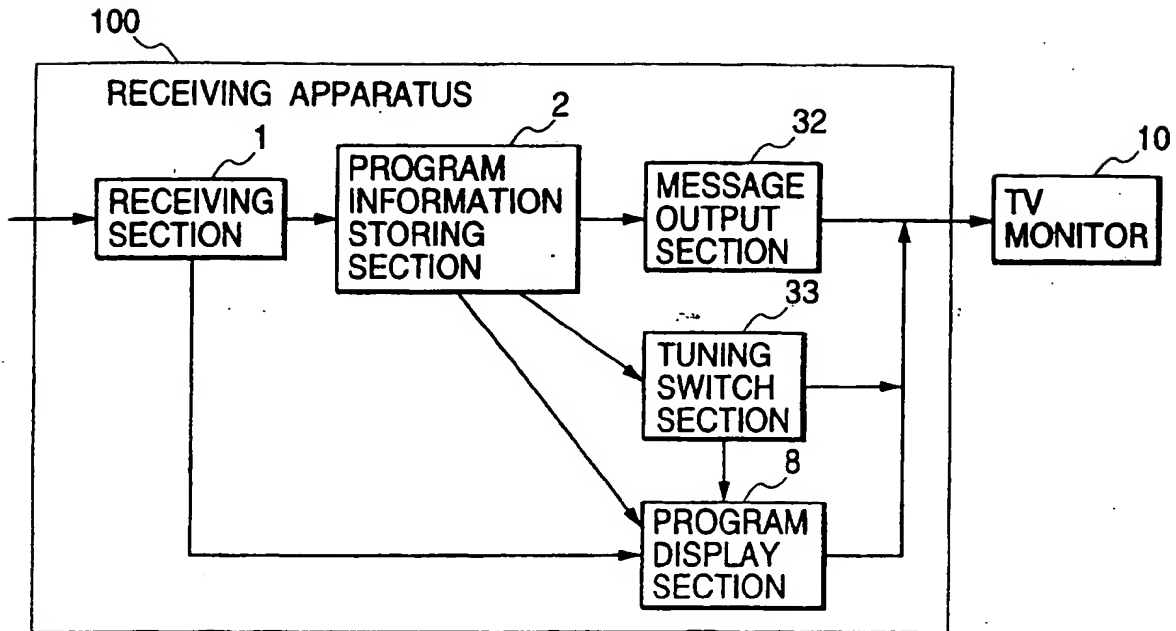 100
RECEIVING APPARATUS
1
RECEIVING
SECTION
2
PROGRAM
INFORMATION
STORING
SECTION
32
MESSAGE
OUTPUT
SECTION
10
TV
MONITOR
33
TUNING
SWITCH
SECTION
8
PROGRAM
DISPLAY
SECTION